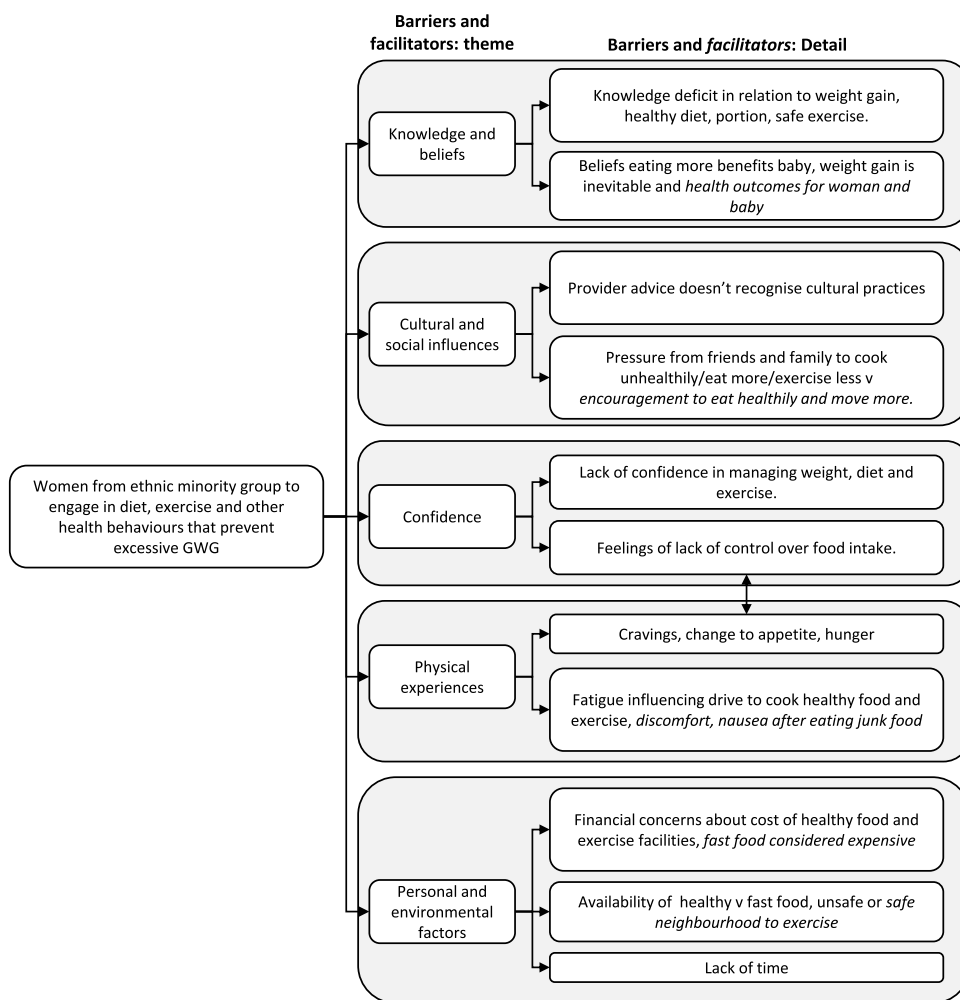 Barriers and
facilitators: theme
Barriers and facilitators: Detail
Women from ethnic minority group to
engage in diet, exercise and other
health behaviours that prevent
excessive GWG
Knowledge and
beliefs
Knowledge deficit in relation to weight gain,
healthy diet, portion, safe exercise.
Beliefs eating more benefits baby, weight gain is
inevitable and health outcomes for woman and
baby
Cultural and
social influences
Provider advice doesn’t recognise cultural practices
Pressure from friends and family to cook
unhealthily/eat more/exercise less v
encouragement to eat healthily and move more.
Confidence
Lack of confidence in managing weight, diet and
exercise.
Feelings of lack of control over food intake.
Physical
experiences
Cravings, change to appetite, hunger
Fatigue influencing drive to cook healthy food and
exercise, discomfort, nausea after eating junk food
Personal and
environmental
factors
Financial concerns about cost of healthy food and
exercise facilities, fast food considered expensive
Availability of healthy v fast food, unsafe or safe
neighbourhood to exercise
Lack of time